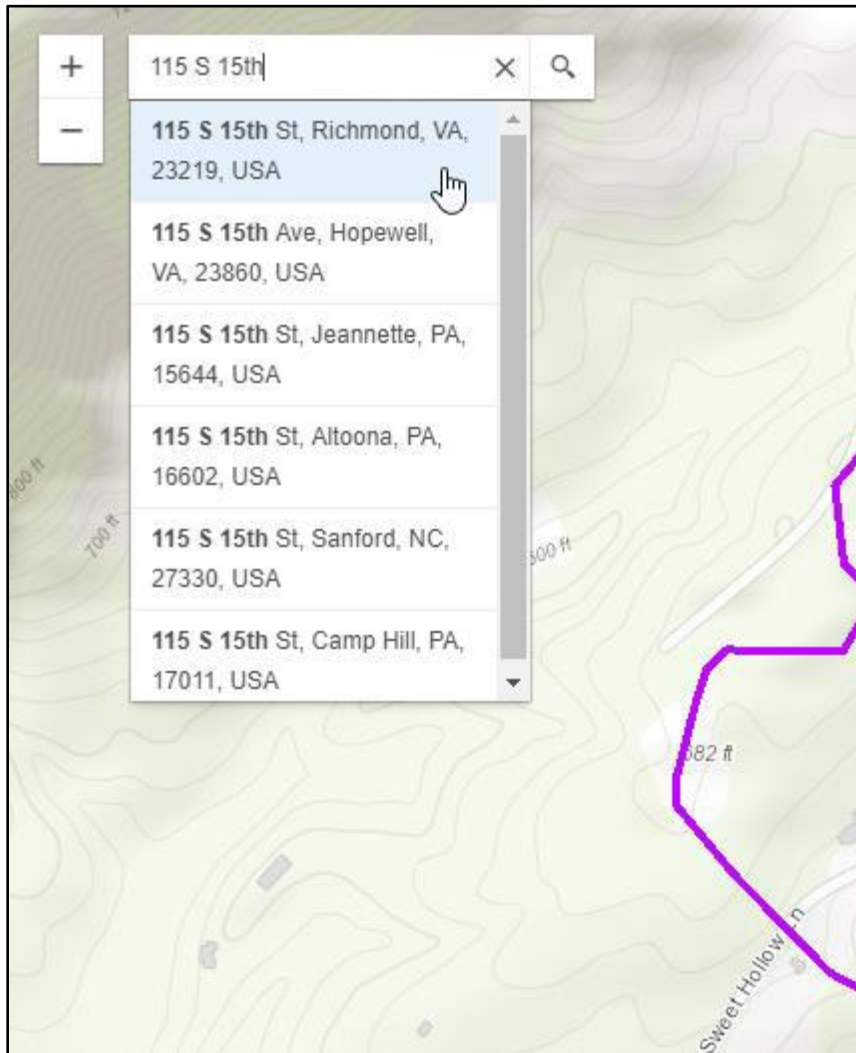 115 S 15th
115 S 15th St, Richmond, VA,
23219, USA
115 S 15th Ave, Hopewell,
VA, 23860, USA
115 S 15th St, Jeannette, PA,
15644, USA
115 S 15th St, Altoona, PA,
16602, USA
115 S 15th St, Sanford, NC,
27330, USA
115 S 15th St, Camp Hill, PA,
17011, USA
700 ft
Sweet Hollow Ln